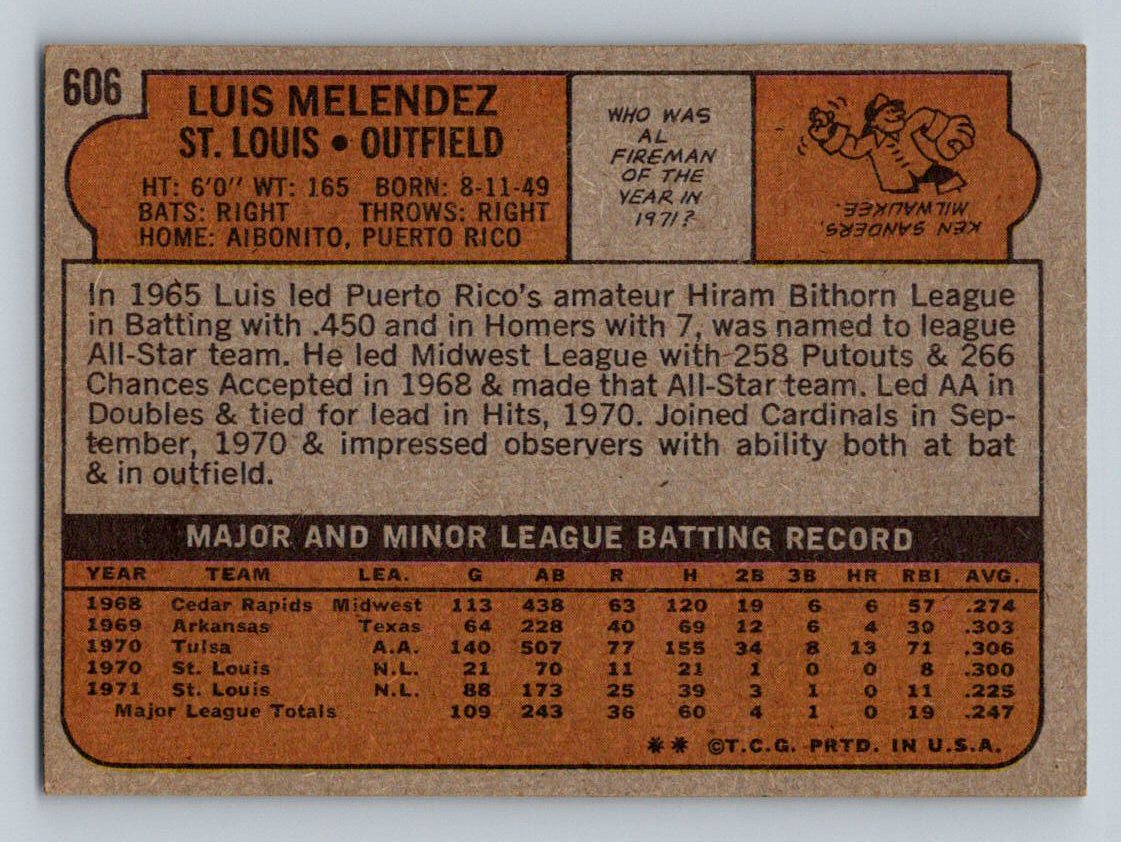 606
LUIS MELENDEZ
ST. LOUIS • OUTFIELD
HT: 6'0" WT: 165 BORN: 8-11-49
BATS: RIGHT THROWS: RIGHT
HOME: AIBONITO, PUERTO RICO
WHO WAS
AL
FIREMAN
OF THE
YEAR IN
1971?
KEN SANDERS,
MILWAUKEE.
In 1965 Luis led Puerto Rico's amateur Hiram Bithorn League
in Batting with .450 and in Homers with 7, was named to league
All-Star team. He led Midwest League with 258 Putouts & 266
Chances Accepted in 1968 & made that All-Star team. Led AA in
Doubles & tied for lead in Hits, 1970. Joined Cardinals in Sep-
tember, 1970 & impressed observers with ability both at bat
& in outfield.
MAJOR AND MINOR LEAGUE BATTING RECORD
YEAR TEAM LEA. G AB R H 2B 3B HR RBI AVG.
1968 Cedar Rapids Midwest 113 438 63 120 19 6 6 57 .274
1969 Arkansas Texas 64 228 40 69 12 6 4 30 .303
1970 Tulsa A.A. 140 507 77 155 34 8 13 71 .306
1970 St. Louis N.L. 21 70 11 21 1 0 0 8 .300
1971 St. Louis N.L. 88 173 25 39 3 1 0 11 .225
Major League Totals 109 243 36 60 4 1 0 19 .247
** ©T.C.G. PRTD. IN U.S.A.